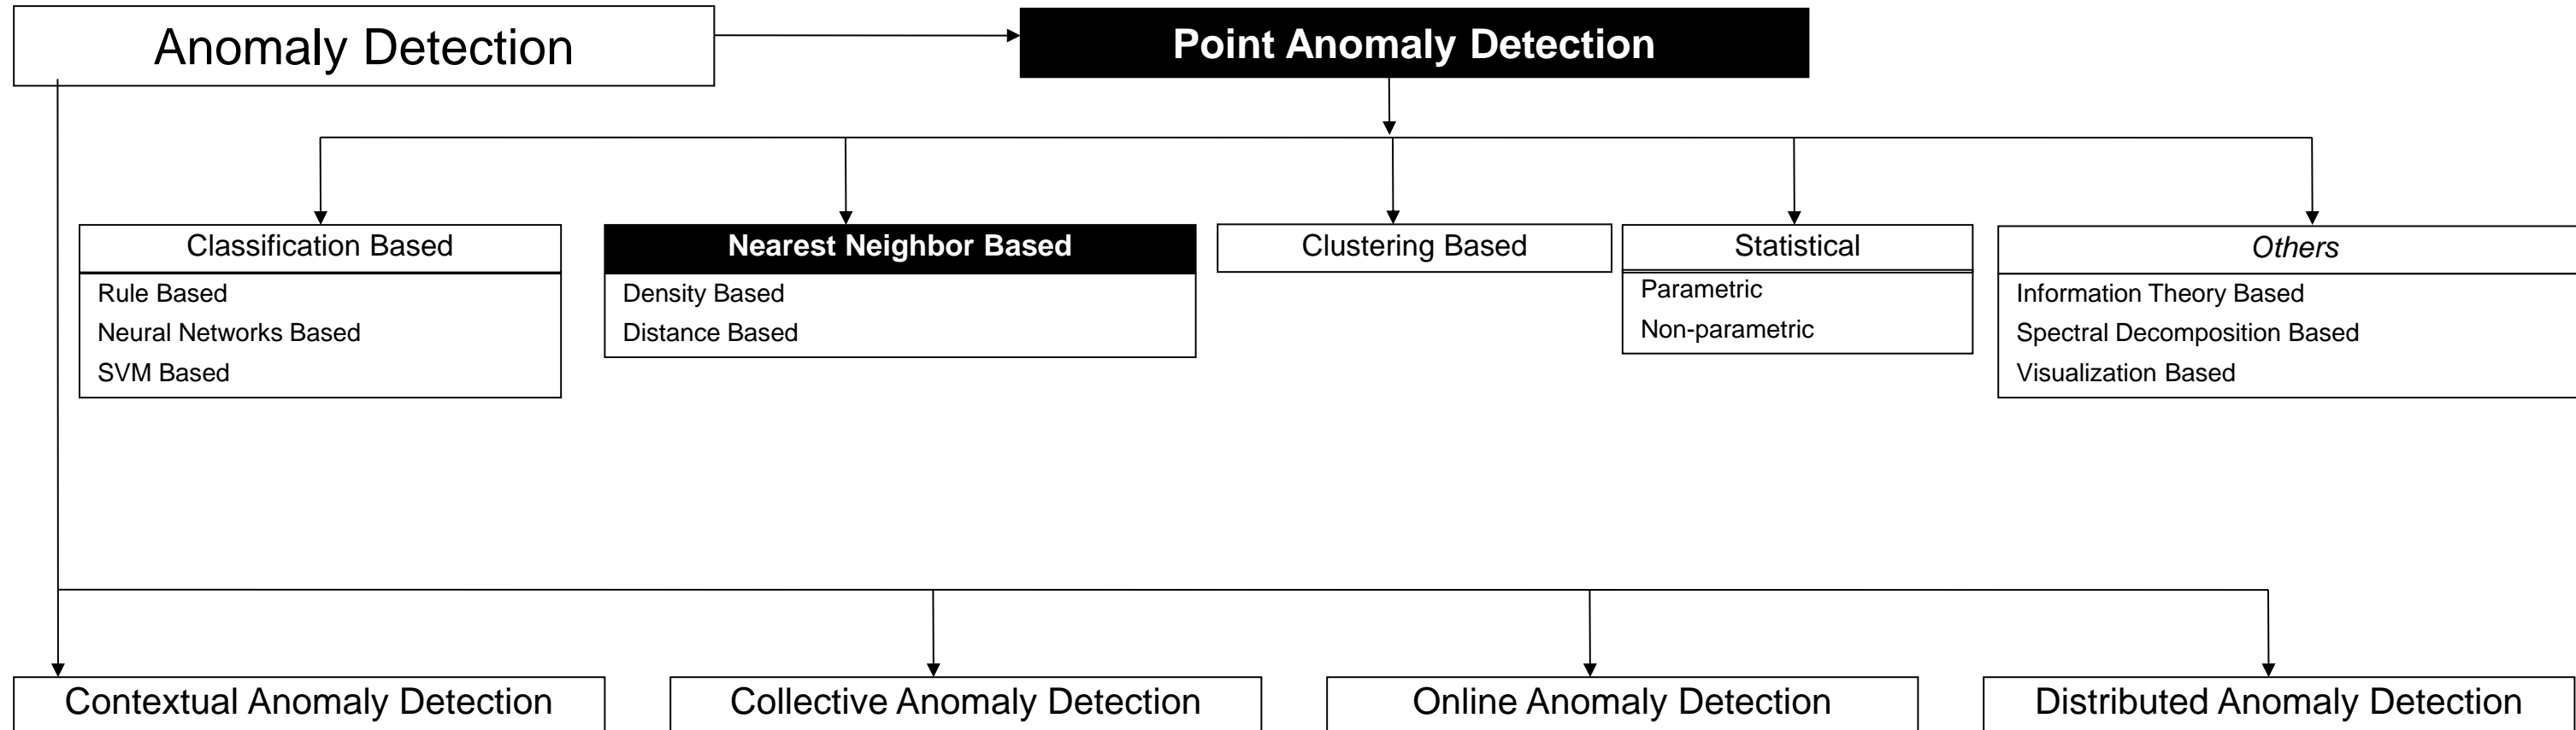 Anomaly Detection
Point Anomaly Detection
Classification Based
Rule Based
Neural Networks Based
SVM Based
Nearest Neighbor Based
Density Based
Distance Based
Clustering Based
Statistical
Parametric
Non-parametric
Others
Information Theory Based
Spectral Decomposition Based
Visualization Based
Contextual Anomaly Detection
Collective Anomaly Detection
Online Anomaly Detection
Distributed Anomaly Detection